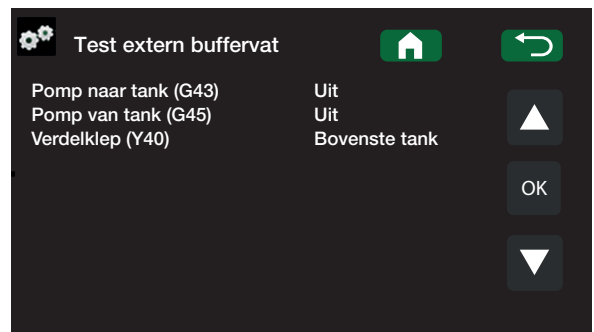 Test extern buffervat
Pomp naar tank (G43) Uit
Pomp van tank (G45) Uit
Verdelklep (Y40) Bovenste tank
OK